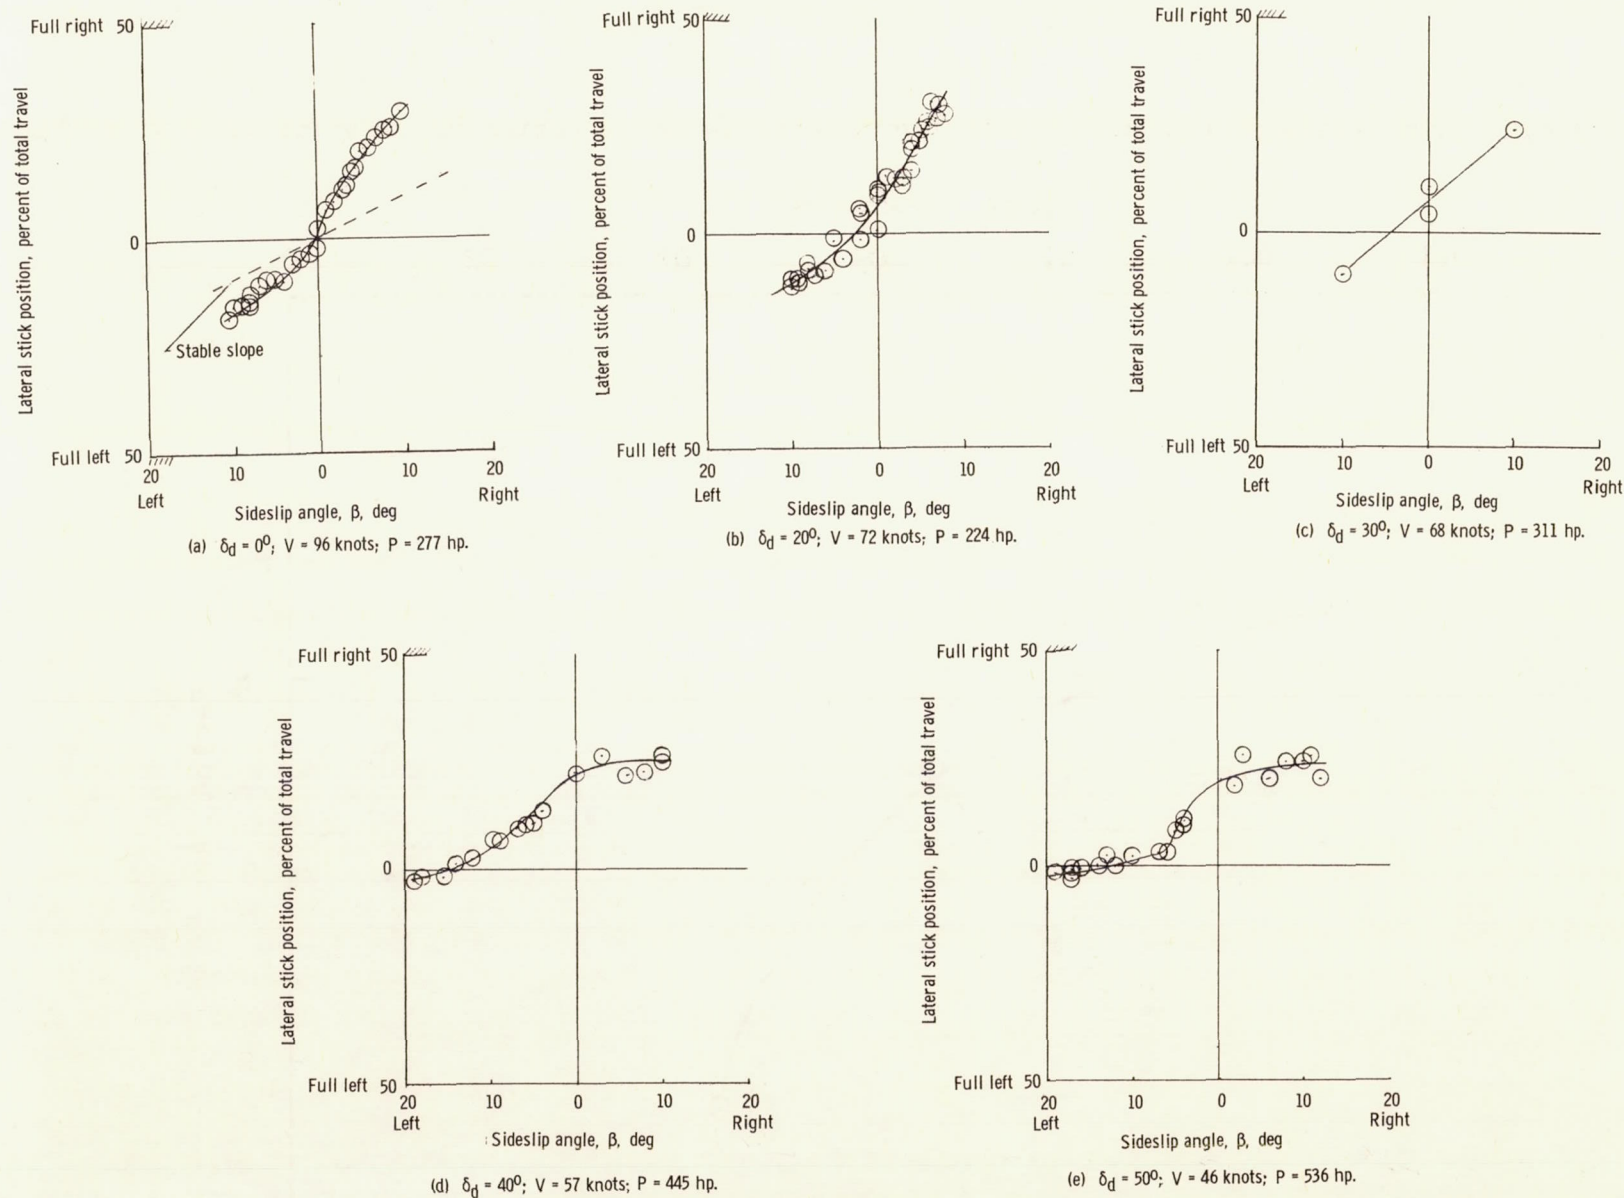 Full right 50
Lateral stick position, percent of total travel
0
Stable slope
Full left 50
20 10 0 10 20
Left Right
Sideslip angle, β, deg
(a) δd = 0⁰; V = 96 knots; P = 277 hp.
Full right 50
Lateral stick position, percent of total travel
0
Full left 50
20 10 0 10 20
Left Right
Sideslip angle, β, deg
(b) δd = 20⁰; V = 72 knots; P = 224 hp.
Full right 50
Lateral stick position, percent of total travel
0
Full left 50
20 10 0 10 20
Left Right
Sideslip angle, β, deg
(c) δd = 30⁰; V = 68 knots; P = 311 hp.
Full right 50
Lateral stick position, percent of total travel
0
Full left 50
20 10 0 10 20
Left Right
Sideslip angle, β, deg
(d) δd = 40⁰; V = 57 knots; P = 445 hp.
Full right 50
Lateral stick position, percent of total travel
0
Full left 50
20 10 0 10 20
Left Right
Sideslip angle, β, deg
(e) δd = 50⁰; V = 46 knots; P = 536 hp.